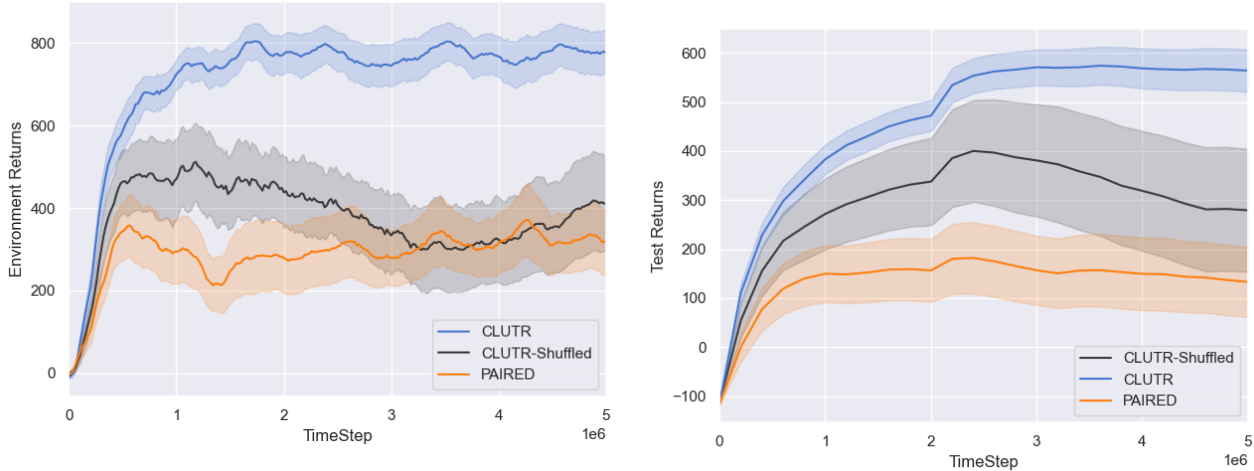 800
600
400
200
0
Environment Returns
0 1 2 3 4 5
TimeStep
1e6
CLUTR
CLUTR-Shuffled
PAIRED
600
500
400
300
200
100
0
−100
Test Returns
0 1 2 3 4 5
TimeStep
1e6
CLUTR-Shuffled
CLUTR
PAIRED